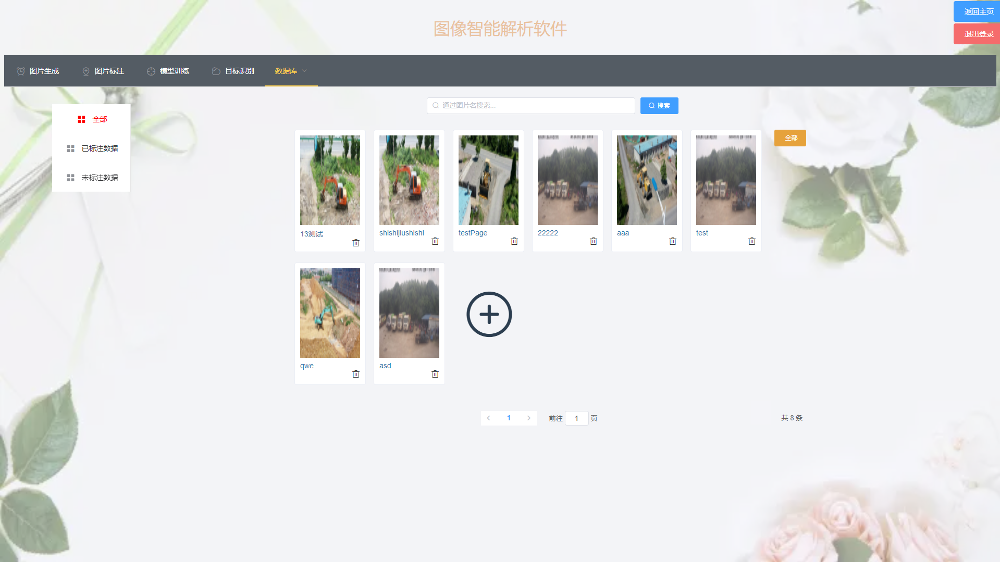 返回主页
图像智能解析软件
退出登录
图片生成
图片标注
模型训练
目标识别
数据库
通过图片名搜索...
搜索
全部
已标注数据
未标注数据
全部
13测试
shishijiushishi
testPage
22222
aaa
test
qwe
asd
1
前往 1 页
共 8 条